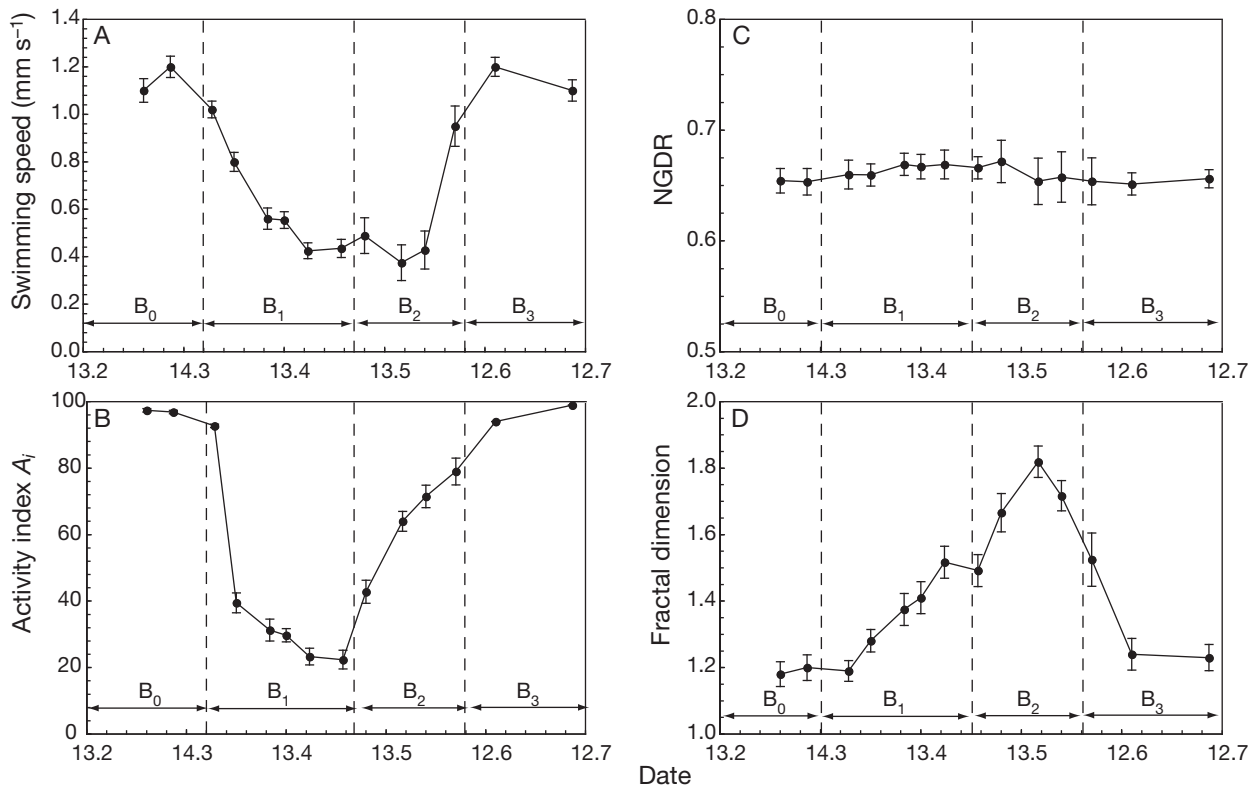 A
Swimming speed (mm s⁻¹)
1.4
1.2
1.0
0.8
0.6
0.4
0.2
0.0
B₀ B₁ B₂ B₃
13.2 14.3 13.4 13.5 12.6 12.7
C
NGDR
0.8
0.7
0.6
0.5
B₀ B₁ B₂ B₃
13.2 14.3 13.4 13.5 12.6 12.7
B
Activity index Aᵢ
100
80
60
40
20
0
B₀ B₁ B₂ B₃
13.2 14.3 13.4 13.5 12.6 12.7
D
Fractal dimension
2.0
1.8
1.6
1.4
1.2
1.0
B₀ B₁ B₂ B₃
13.2 14.3 13.4 13.5 12.6 12.7
Date